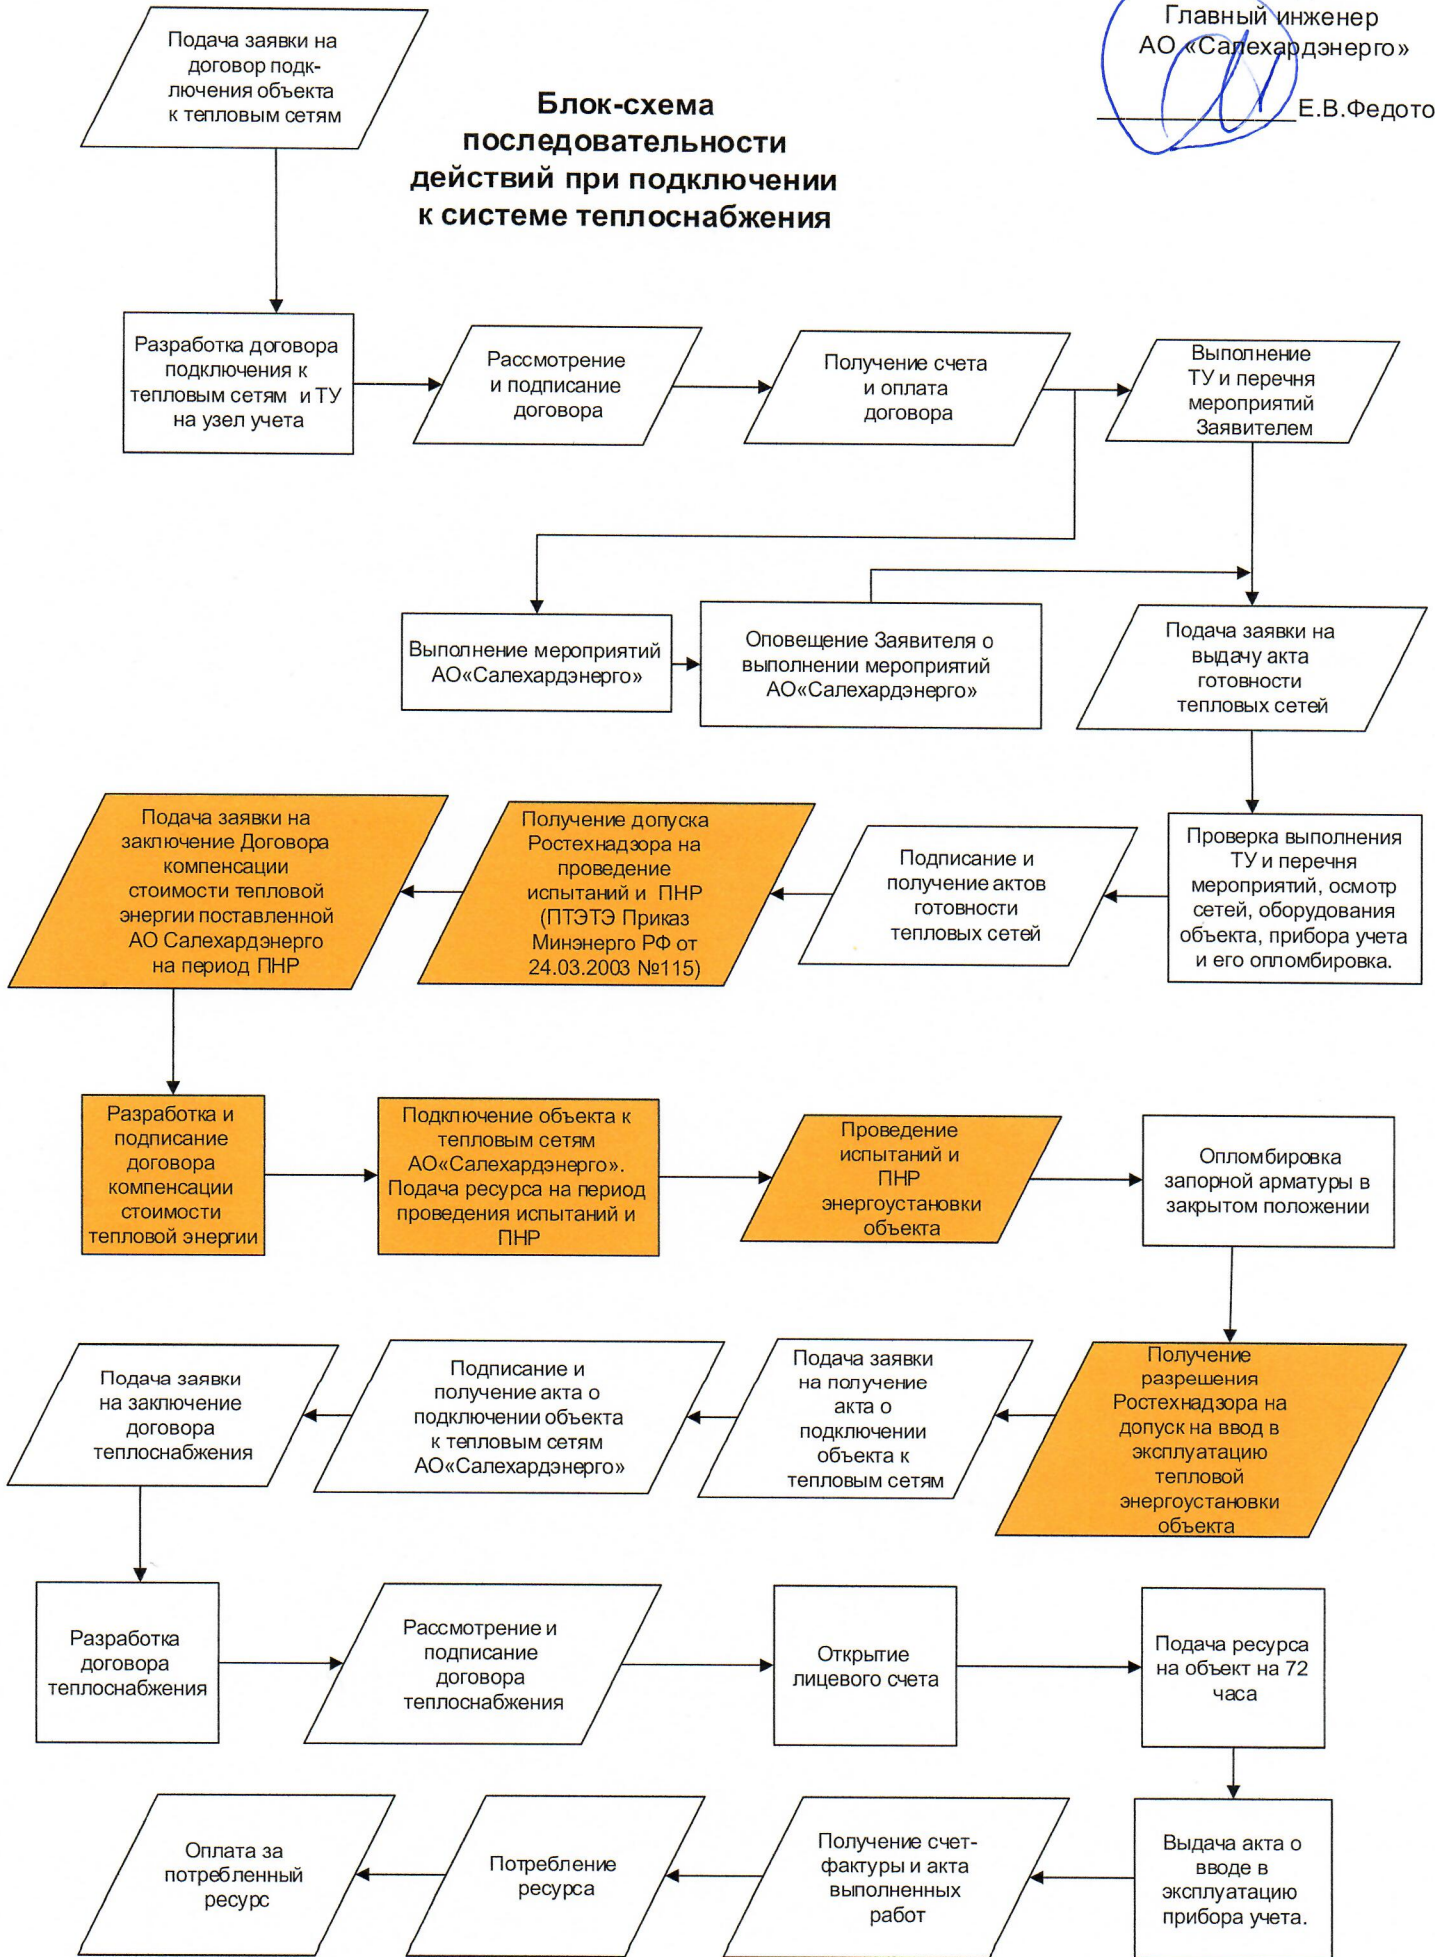 Главный инженер
АО «Салехардэнерго»
Е.В.Федото
Блок-схема
последовательности
действий при подключении
к системе теплоснабжения
Подача заявки на
договор подк-
лючения объекта
к тепловым сетям
Разработка договора
подключения к
тепловым сетям и ТУ
на узел учета
Рассмотрение
и подписание
договора
Получение счета
и оплата
договора
Выполнение
ТУ и перечня
мероприятий
Заявителем
Выполнение мероприятий
АО«Салехардэнерго»
Оповещение Заявителя о
выполнении мероприятий
АО«Салехардэнерго»
Подача заявки на
выдачу акта
готовности
тепловых сетей
Проверка выполнения
ТУ и перечня
мероприятий, осмотр
сетей, оборудования
объекта, прибора учета
и его опломбировка.
Подписание и
получение актов
готовности
тепловых сетей
Получение допуска
Ростехнадзора на
проведение
испытаний и ПНР
(ПТЭТЭ Приказ
Минэнерго РФ от
24.03.2003 №115)
Подача заявки на
заключение Договора
компенсации
стоимости тепловой
энергии поставленной
АО Салехардэнерго
на период ПНР
Разработка и
подписание
договора
компенсации
стоимости
тепловой энергии
Подключение объекта к
тепловым сетям
АО«Салехардэнерго».
Подача ресурса на период
проведения испытаний и
ПНР
Проведение
испытаний и
ПНР
энергоустановки
объекта
Опломбировка
запорной арматуры в
закрытом положении
Получение
разрешения
Ростехнадзора на
допуск на ввод в
эксплуатацию
тепловой
энергоустановки
объекта
Подача заявки
на получение
акта о
подключении
объекта к
тепловым сетям
Подписание и
получение акта о
подключении объекта
к тепловым сетям
АО«Салехардэнерго»
Подача заявки
на заключение
договора
теплоснабжения
Разработка
договора
теплоснабжения
Рассмотрение и
подписание
договора
теплоснабжения
Открытие
лицевого счета
Подача ресурса
на объект на 72
часа
Выдача акта о
вводе в
эксплуатацию
прибора учета.
Получение счет-
фактуры и акта
выполненных
работ
Потребление
ресурса
Оплата за
потребленный
ресурс